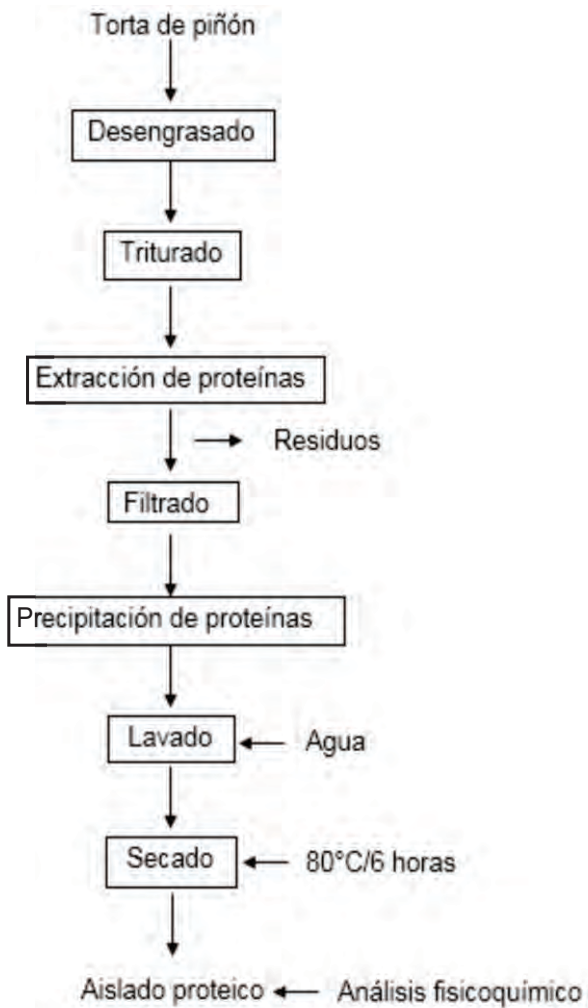 Torta de piñón
Desengrasado
Triturado
Extracción de proteínas
Residuos
Filtrado
Precipitación de proteínas
Lavado
Agua
Secado
80°C/6 horas
Aislado proteico
Análisis fisicoquímico